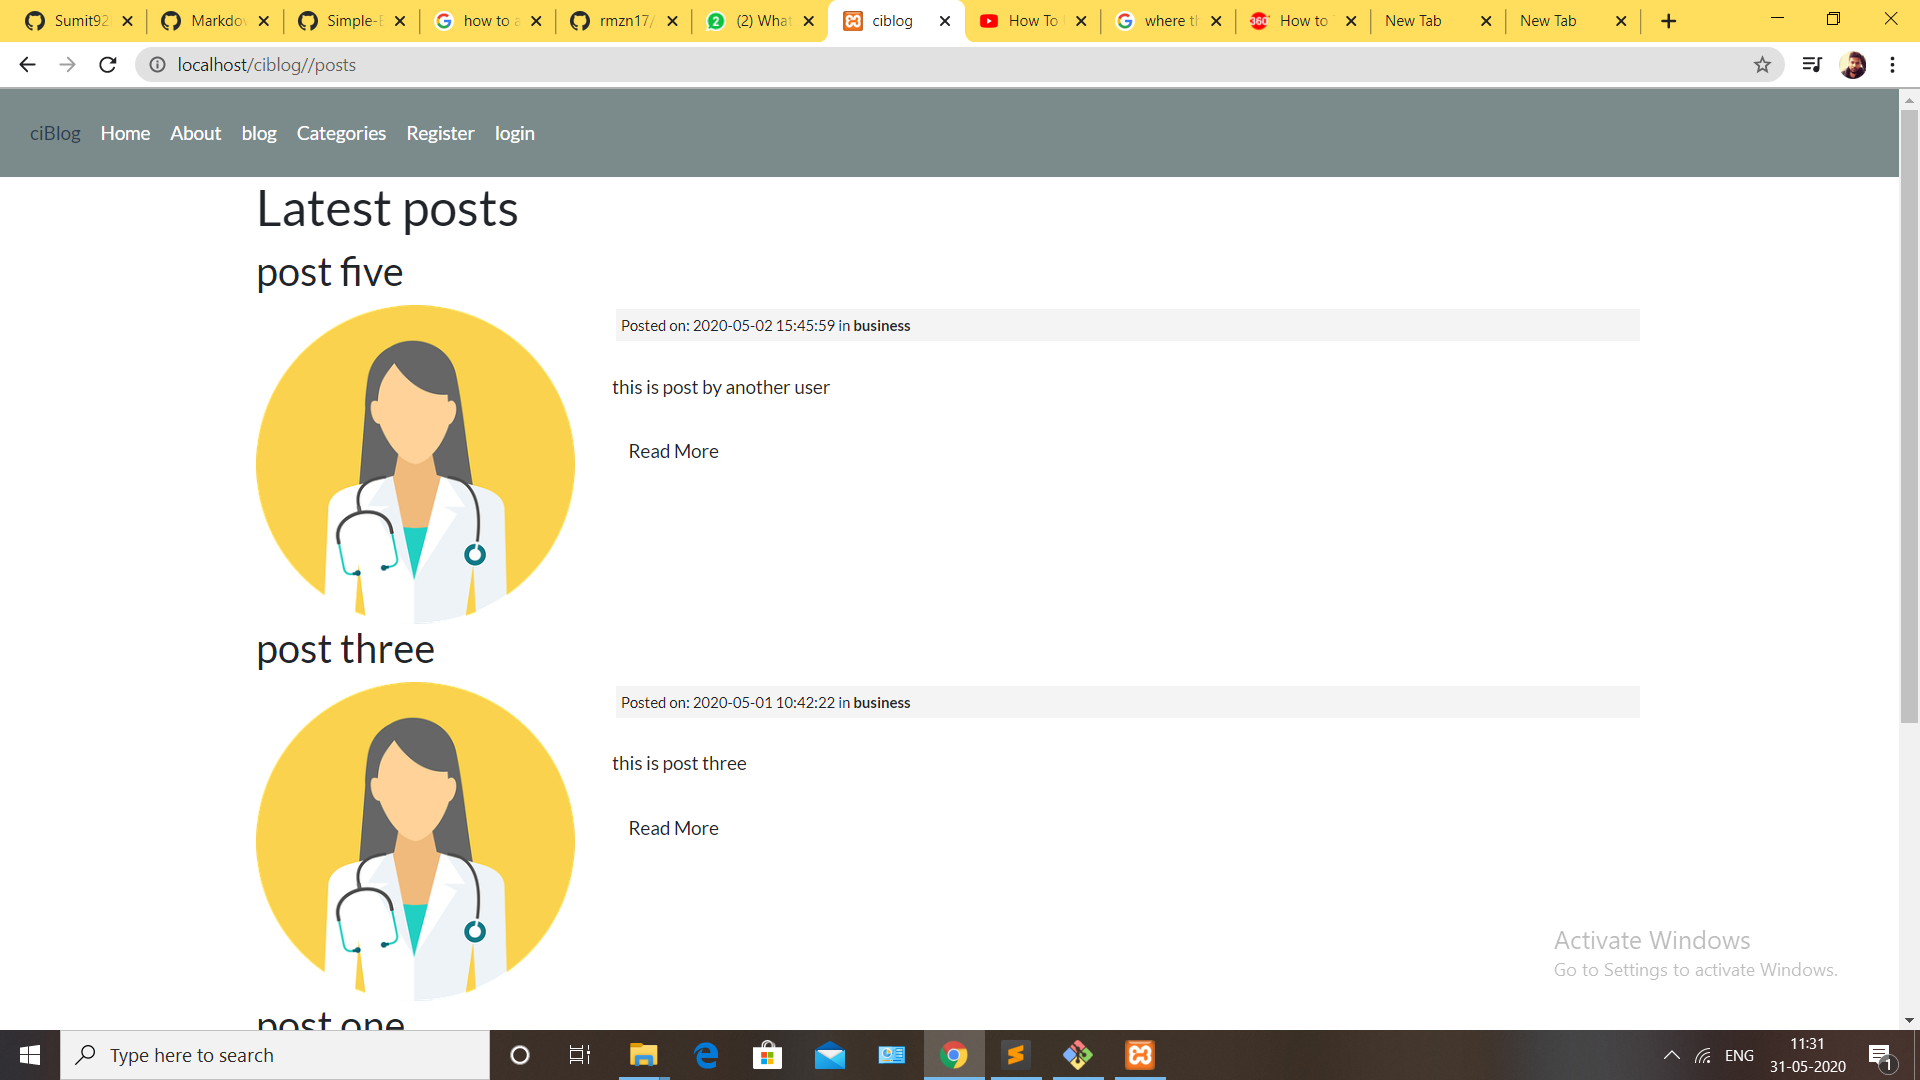 Sumit92
Markdov
Simple-E
how to a
rmzn17/
(2) What
ciblog
How To
where th
How to
New Tab
New Tab
localhost/ciblog//posts
ciBlog Home About blog Categories Register login
Latest posts
post five
Posted on: 2020-05-02 15:45:59 in business
this is post by another user
Read More
post three
Posted on: 2020-05-01 10:42:22 in business
this is post three
Read More
post one
Activate Windows
Go to Settings to activate Windows.
Type here to search
ENG
11:31
31-05-2020
1